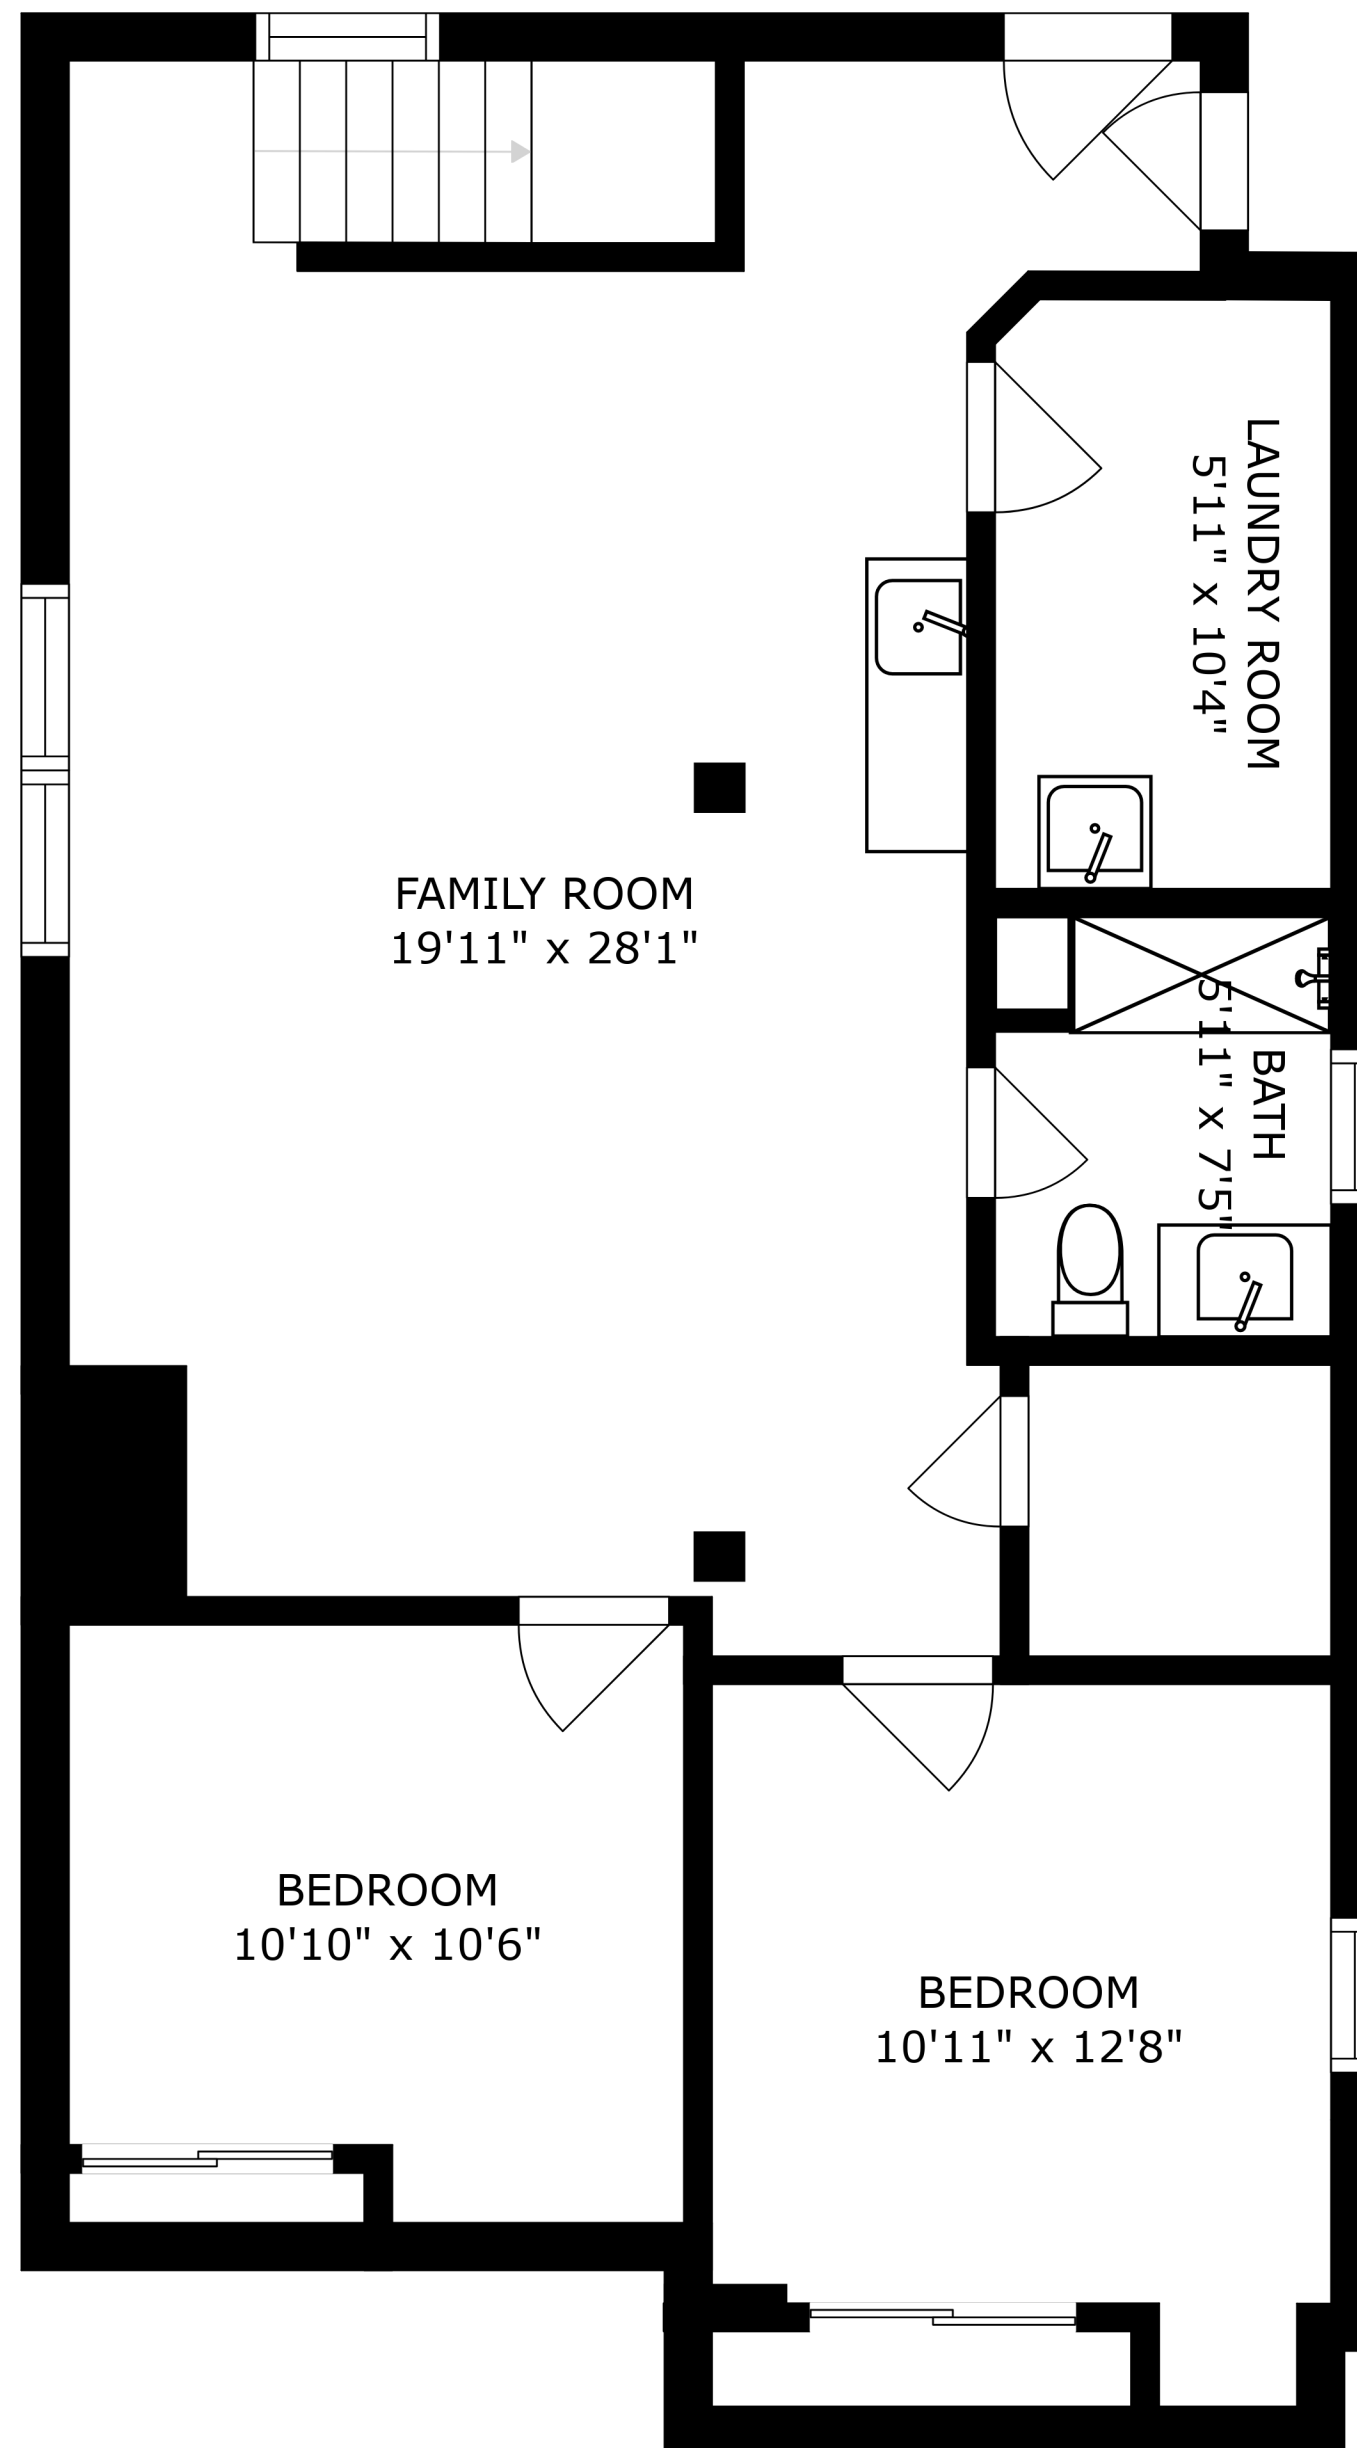 LAUNDRY ROOM
5'11" x 10'4"
FAMILY ROOM
19'11" x 28'1"
BATH
5'11" x 7'5"
BEDROOM
10'10" x 10'6"
BEDROOM
10'11" x 12'8"